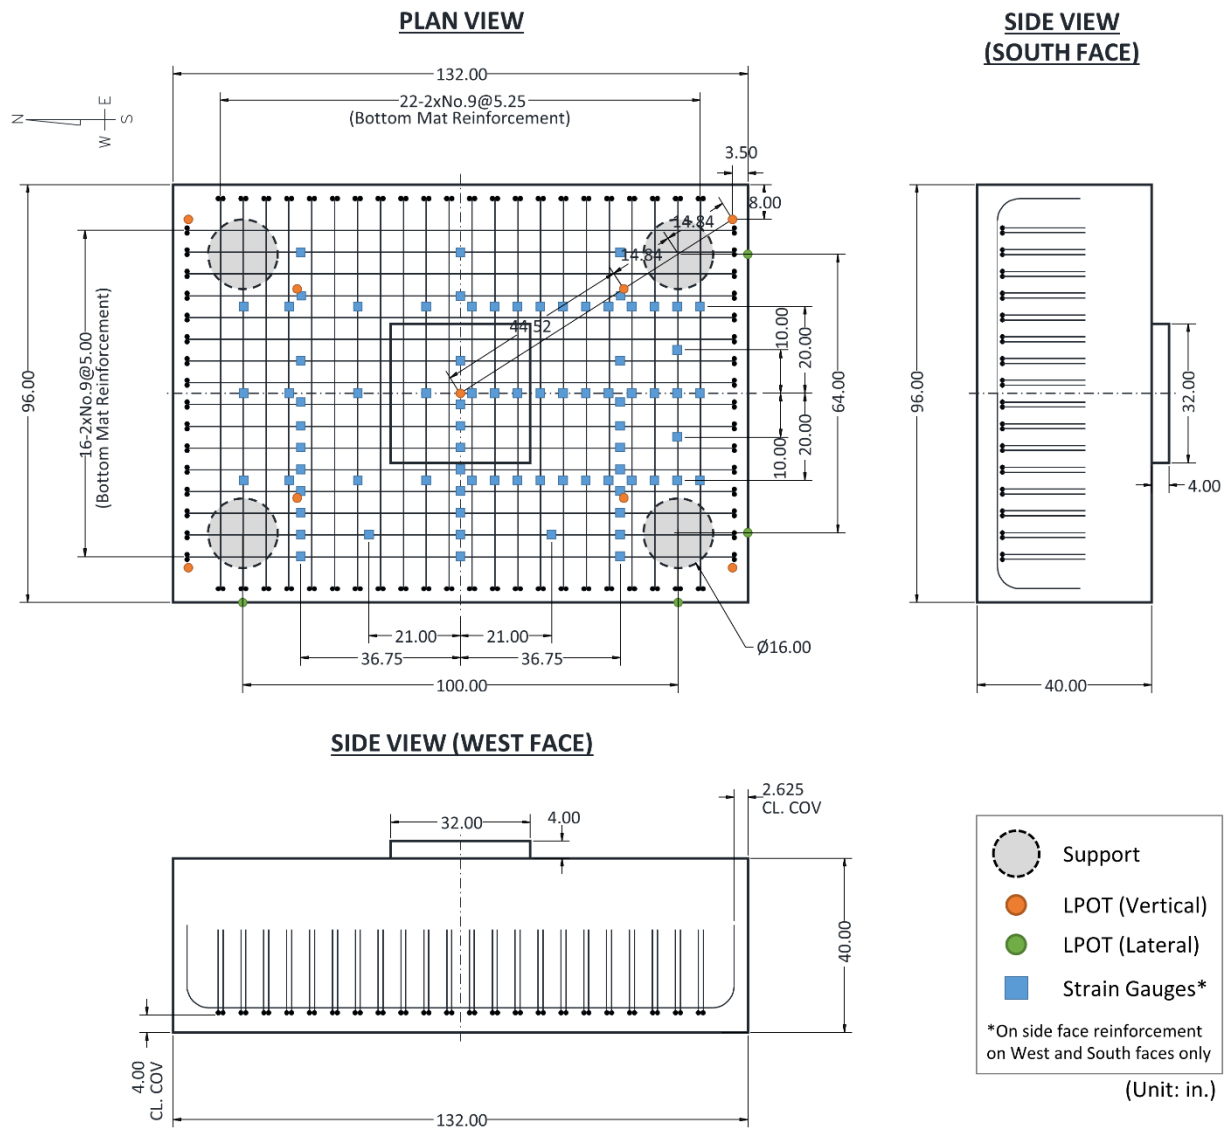 PLAN VIEW
SIDE VIEW
(SOUTH FACE)
132.00
22-2xNo.9@5.25
(Bottom Mat Reinforcement)
N
E
S
W
3.50
8.00
14.84
14.84
44.52
96.00
16-2xNo.9@5.00
(Bottom Mat Reinforcement)
10.00
20.00
64.00
10.00
20.00
96.00
32.00
4.00
21.00
21.00
36.75
36.75
Ø16.00
100.00
40.00
SIDE VIEW (WEST FACE)
2.625
CL. COV
32.00
4.00
40.00
4.00
CL. COV
132.00
Support
LPOT (Vertical)
LPOT (Lateral)
Strain Gauges*
*On side face reinforcement
on West and South faces only
(Unit: in.)